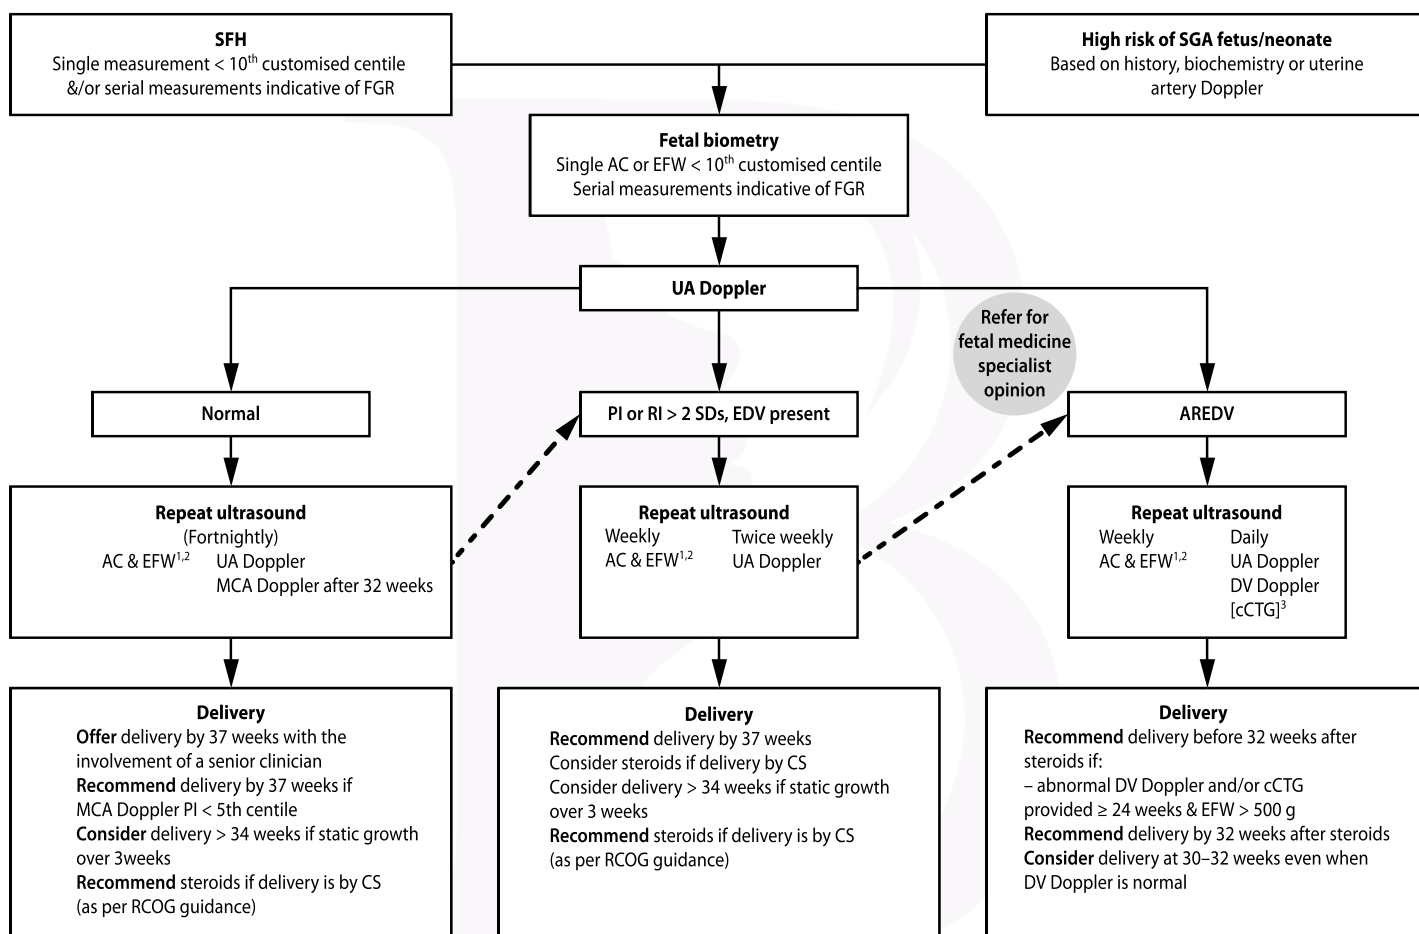 SFH
Single measurement < 10th customised centile
&/or serial measurements indicative of FGR
High risk of SGA fetus/neonate
Based on history, biochemistry or uterine
artery Doppler
Fetal biometry
Single AC or EFW < 10th customised centile
Serial measurements indicative of FGR
UA Doppler
Refer for
fetal medicine
specialist
opinion
Normal
PI or RI > 2 SDs, EDV present
AREDV
Repeat ultrasound
(Fortnightly)
AC & EFW1,2 UA Doppler
MCA Doppler after 32 weeks
Repeat ultrasound
Weekly Twice weekly
AC & EFW1,2 UA Doppler
Repeat ultrasound
Weekly Daily
AC & EFW1,2 UA Doppler
DV Doppler
[cCTG]3
Delivery
Offer delivery by 37 weeks with the
involvement of a senior clinician
Recommend delivery by 37 weeks if
MCA Doppler PI < 5th centile
Consider delivery > 34 weeks if static growth
over 3weeks
Recommend steroids if delivery is by CS
(as per RCOG guidance)
Delivery
Recommend delivery by 37 weeks
Consider steroids if delivery by CS
Consider delivery > 34 weeks if static growth
over 3 weeks
Recommend steroids if delivery is by CS
(as per RCOG guidance)
Delivery
Recommend delivery before 32 weeks after
steroids if:
– abnormal DV Doppler and/or cCTG
provided ≥ 24 weeks & EFW > 500 g
Recommend delivery by 32 weeks after steroids
Consider delivery at 30–32 weeks even when
DV Doppler is normal